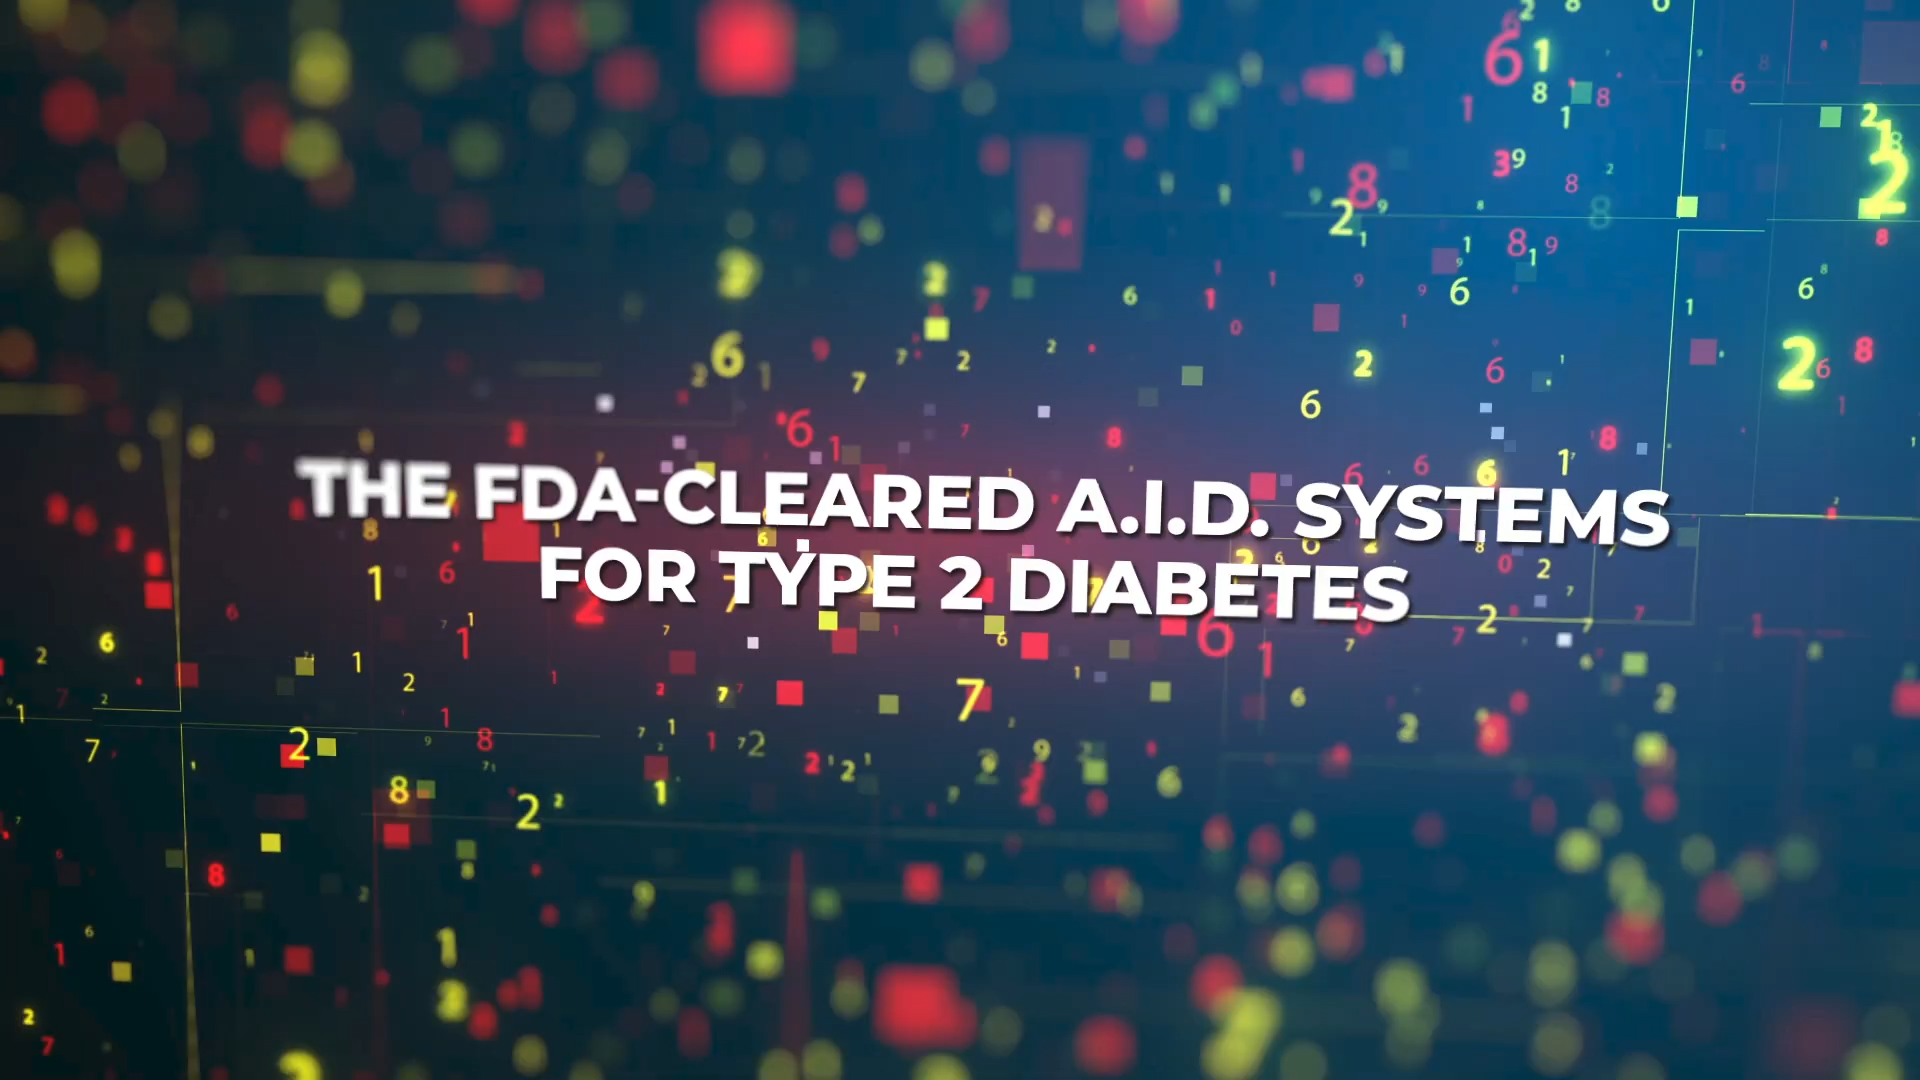 THE FDA-CLEARED A.I.D. SYSTEMS
FOR TYPE 2 DIABETES